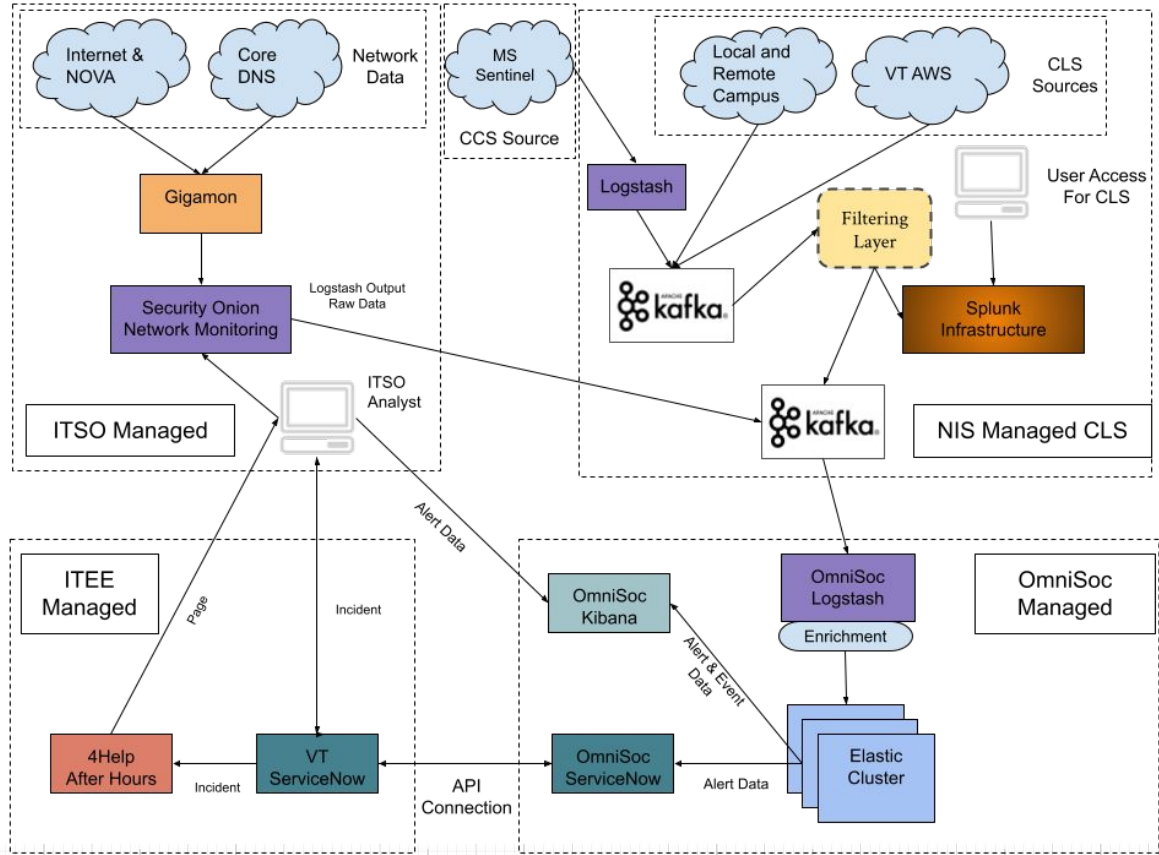 Internet &
NOVA
Core
DNS
Network
Data
MS
Sentinel
CCS Source
Local and
Remote
Campus
VT AWS
CLS
Sources
Gigamon
Logstash
User Access
For CLS
Filtering
Layer
APACHE
kafka®
Splunk
Infrastructure
Security Onion
Network Monitoring
Logstash Output
Raw Data
ITSO
Analyst
ITSO Managed
APACHE
kafka®
NIS Managed CLS
Alert Data
ITEE
Managed
Page
Incident
OmniSoc
Kibana
OmniSoc
Logstash
Enrichment
OmniSoc
Managed
Alert & Event
Data
4Help
After Hours
Incident
VT
ServiceNow
API
Connection
OmniSoc
ServiceNow
Alert Data
Elastic
Cluster